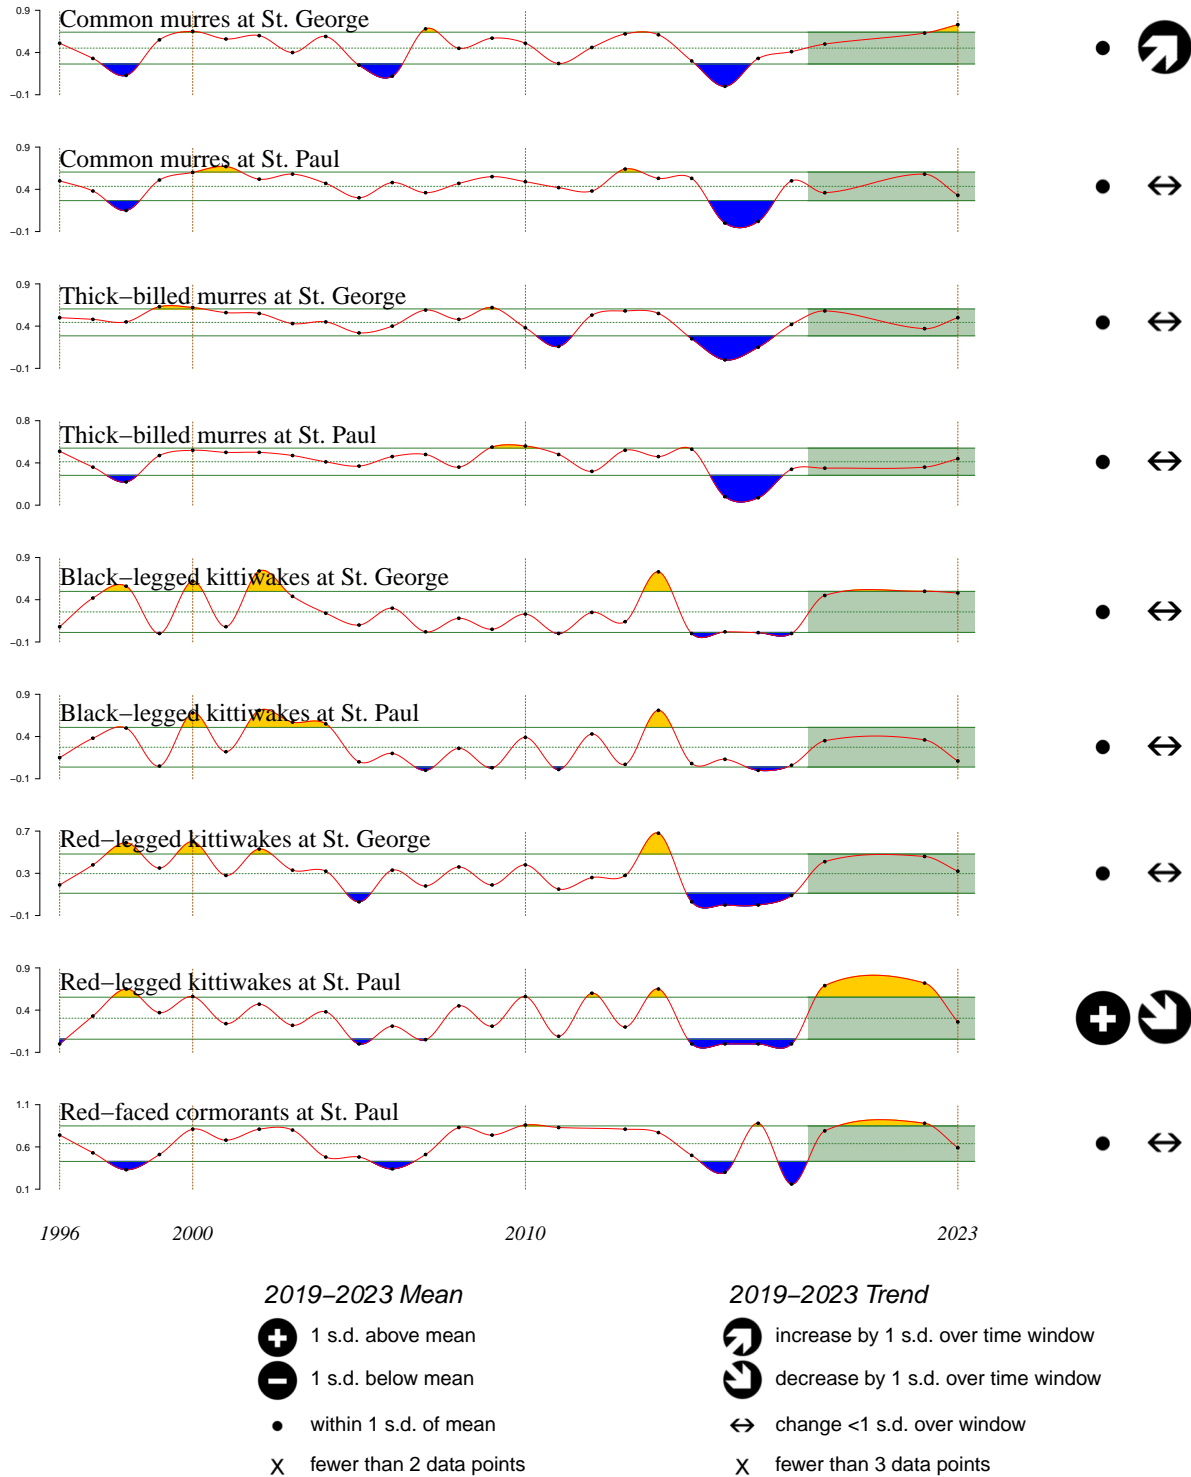 Common murres at St. George
0.9
0.4
−0.1
Common murres at St. Paul
0.9
0.4
−0.1
Thick−billed murres at St. George
0.9
0.4
−0.1
Thick−billed murres at St. Paul
0.8
0.4
0.0
Black−legged kittiwakes at St. George
0.9
0.4
−0.1
Black−legged kittiwakes at St. Paul
0.9
0.4
−0.1
Red−legged kittiwakes at St. George
0.7
0.3
−0.1
Red−legged kittiwakes at St. Paul
0.9
0.4
−0.1
Red−faced cormorants at St. Paul
1.1
0.6
0.1
1996 2000 2010 2023
2019−2023 Mean
1 s.d. above mean
1 s.d. below mean
within 1 s.d. of mean
X fewer than 2 data points
2019−2023 Trend
increase by 1 s.d. over time window
decrease by 1 s.d. over time window
change <1 s.d. over window
X fewer than 3 data points